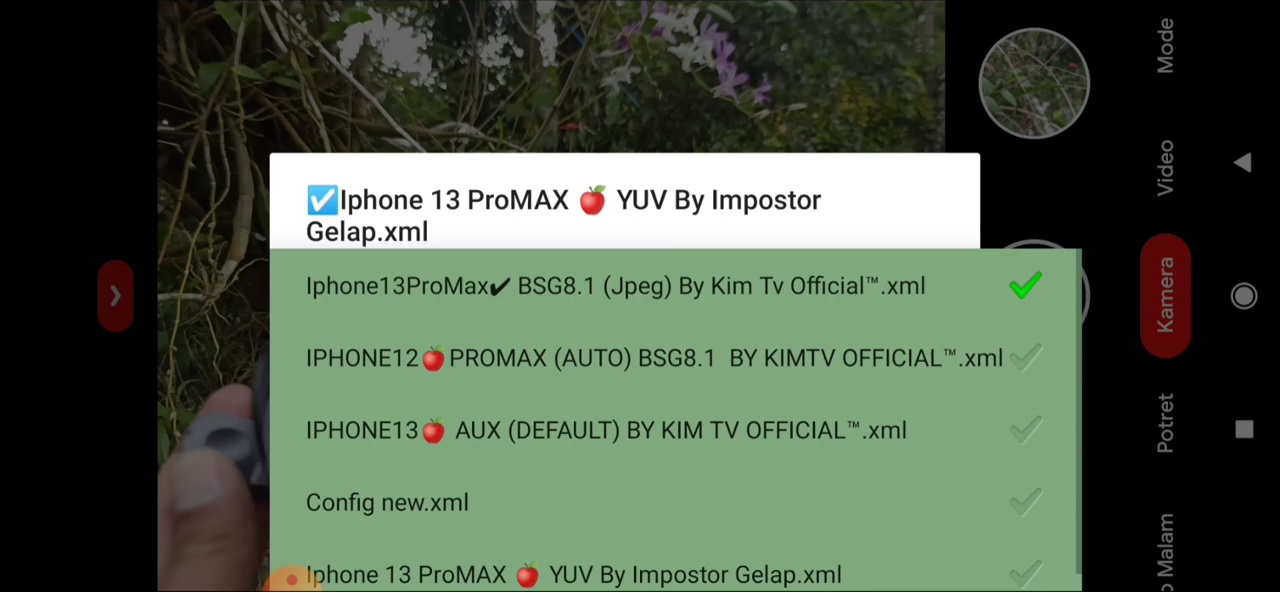 ☑️Iphone 13 ProMAX 🍎 YUV By Impostor
Gelap.xml
Iphone13ProMax✔ BSG8.1 (Jpeg) By Kim Tv Official™.xml
IPHONE12🍎PROMAX (AUTO) BSG8.1 BY KIMTV OFFICIAL™.xml
IPHONE13🍎 AUX (DEFAULT) BY KIM TV OFFICIAL™.xml
Config new.xml
Iphone 13 ProMAX 🍎 YUV By Impostor Gelap.xml
Mode
Video
Kamera
Potret
o Malam